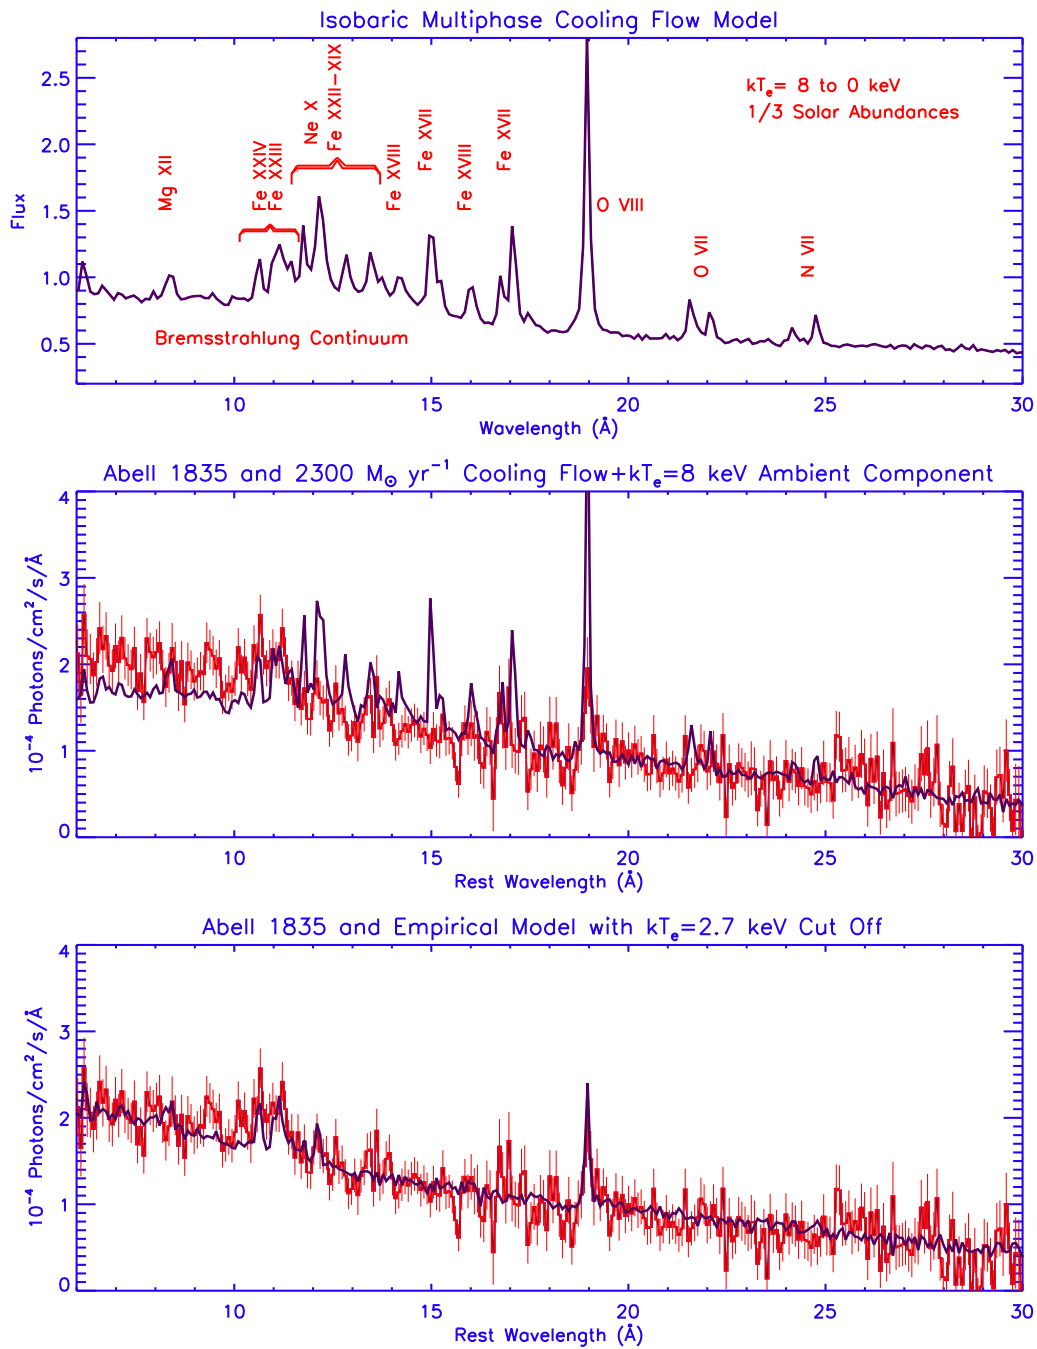 Isobaric Multiphase Cooling Flow Model
Flux
2.5
2.0
1.5
1.0
0.5
Mg XII
Fe XXIV
Fe XXIII
Ne X
Fe XXII-XIX
Fe XVIII
Fe XVII
Fe XVIII
Fe XVII
O VIII
O VII
N VII
kTₑ= 8 to 0 keV
1/3 Solar Abundances
Bremsstrahlung Continuum
10 15 20 25 30
Wavelength (Å)
Abell 1835 and 2300 M☉ yr⁻¹ Cooling Flow+kTₑ=8 keV Ambient Component
10⁻⁴ Photons/cm²/s/Å
4
3
2
1
0
10 15 20 25 30
Rest Wavelength (Å)
Abell 1835 and Empirical Model with kTₑ=2.7 keV Cut Off
10⁻⁴ Photons/cm²/s/Å
4
3
2
1
0
10 15 20 25 30
Rest Wavelength (Å)